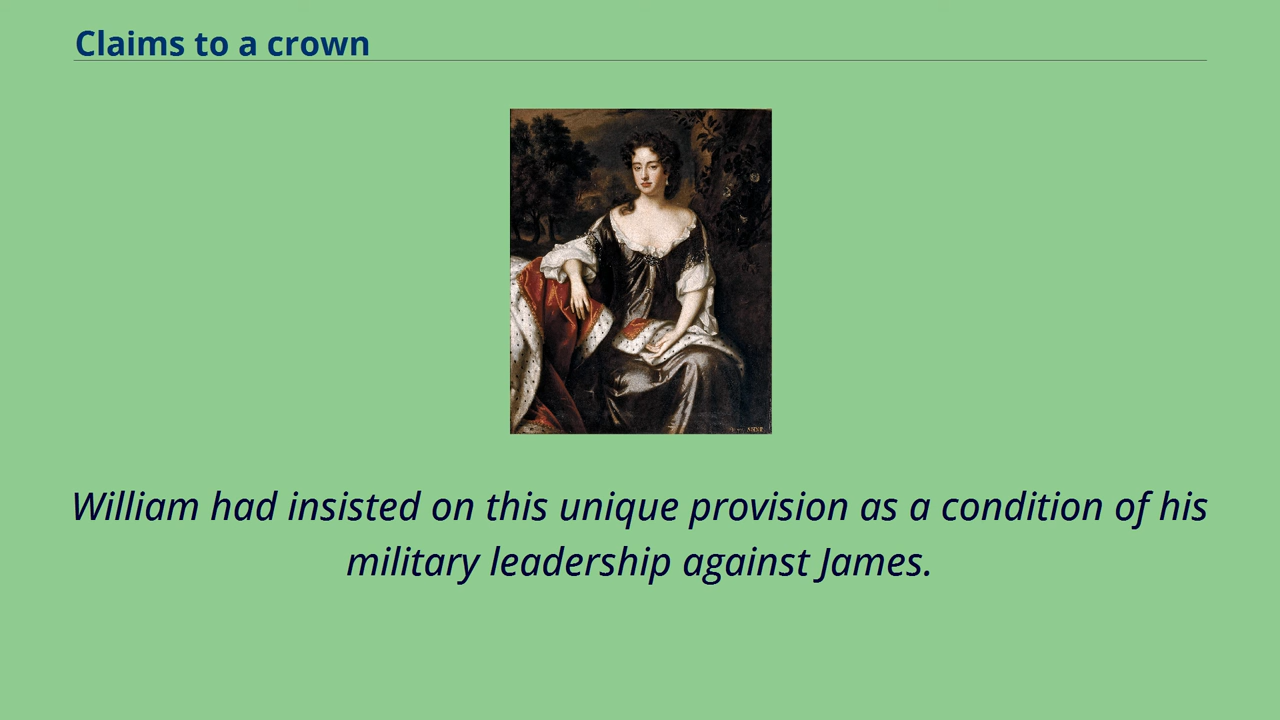 Claims to a crown
William had insisted on this unique provision as a condition of his
military leadership against James.